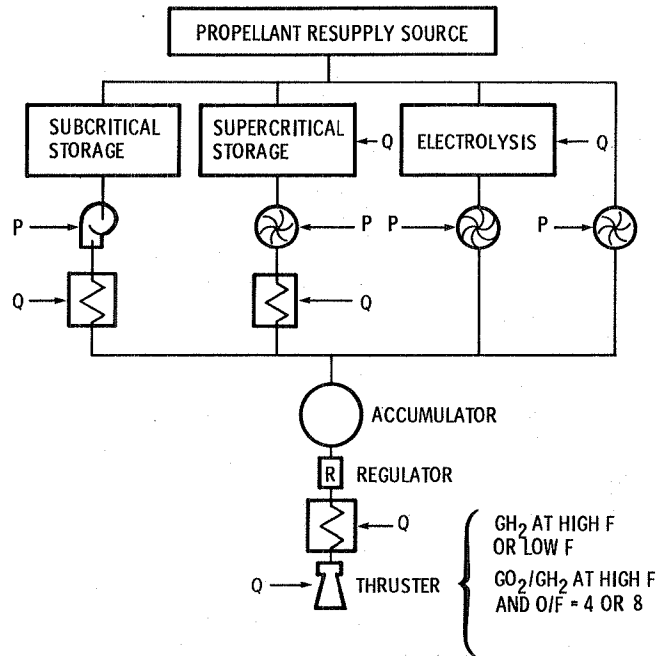 PROPELLANT RESUPPLY SOURCE
SUBCRITICAL
STORAGE
SUPERCRITICAL
STORAGE
Q
ELECTROLYSIS
Q
P
P
P
P
Q
Q
ACCUMULATOR
R
REGULATOR
Q
Q
THRUSTER
GH₂ AT HIGH F
OR LOW F
GO₂/GH₂ AT HIGH F
AND O/F = 4 OR 8